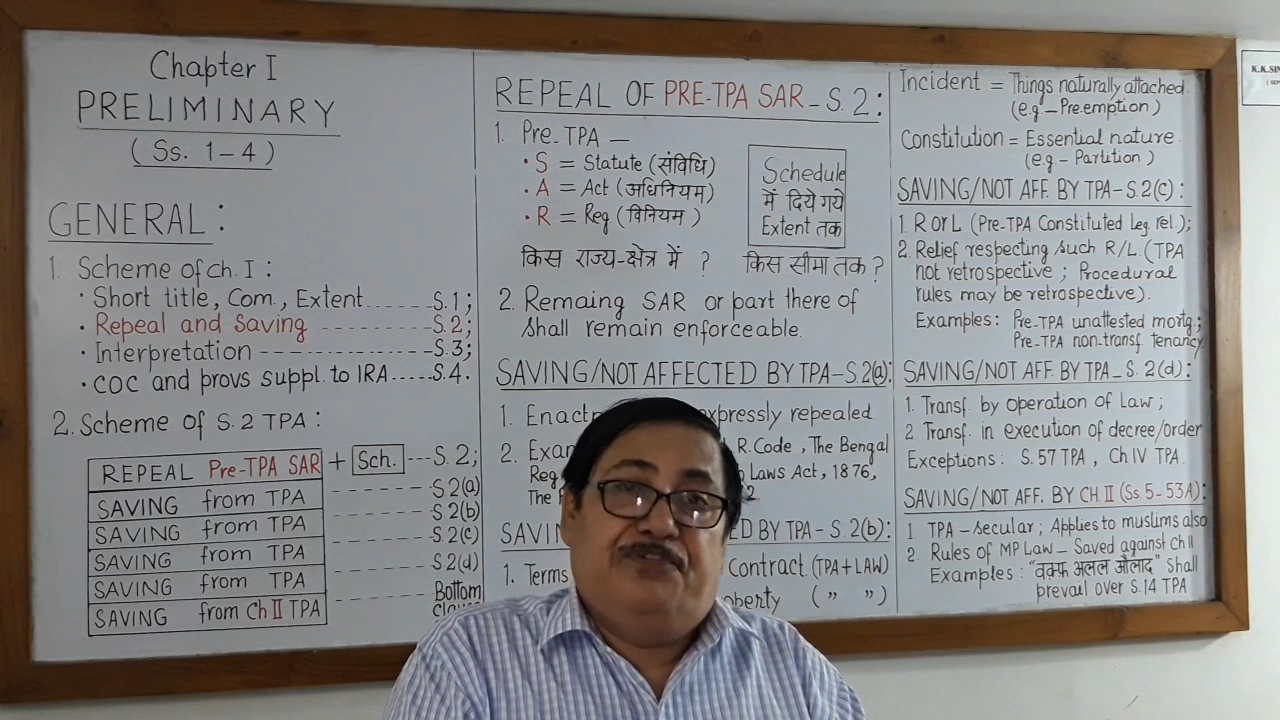 Chapter I
PRELIMINARY
(Ss. 1-4)
GENERAL:
1. Scheme of ch. I:
• Short title, Com., Extent......S.1;
• Repeal and Saving ---------S.2;
• Interpretation --------------S.3;
• COC and provs suppl. to IRA.....S.4.
2. Scheme of S.2 TPA:
REPEAL Pre-TPA SAR + Sch. ---S.2;
SAVING from TPA ------- S.2(a)
SAVING from TPA ------- S.2(b)
SAVING from TPA ------- S.2(c)
SAVING from TPA ------- S.2(d)
SAVING from Ch II TPA ------- Bottom
REPEAL OF PRE-TPA SAR - S. 2:
1. Pre-TPA —
• S = Statute (संविधि)
• A = Act (अधिनियम)
• R = Reg. (विनियम)
Schedule
में दिये गये
Extent तक
किस राज्य-क्षेत्र में ? किस सीमा तक ?
2. Remaing SAR or part there of
shall remain enforceable.
SAVING/NOT AFFECTED BY TPA-S.2(a):
1. Enact expressly repealed
2. Exam R. Code, The Bengal
Reg Laws Act, 1876,
The
SAVIN ED BY TPA- S. 2(b):
1. Terms Contract. (TPA+LAW)
perty ( " " )
Incident = Things naturally attached.
(e.g - Pre.emption)
Constitution = Essential nature.
(e.g - Partition)
SAVING/NOT AFF. BY TPA-S.2(c):
1. R or L (Pre-TPA Constituted Leg. rel.);
2. Relief respecting such R/L (TPA
not retrospective ; Procedural
rules may be retrospective).
Examples: Pre-TPA unattested mortg.;
Pre-TPA non-transf. tenancy
SAVING/NOT AFF. BY TPA- S. 2(d):
1. Transf. by operation of Law;
2. Transf. in execution of decree/order
Exceptions: S.57 TPA, Ch IV TPA.
SAVING/NOT AFF. BY CH II (Ss. 5-53A):
1 TPA - secular; Applies to muslims also
2. Rules of MP Law - Saved against Ch II
Examples: "वक्फ अलल औलाद" Shall
prevail over S.14 TPA